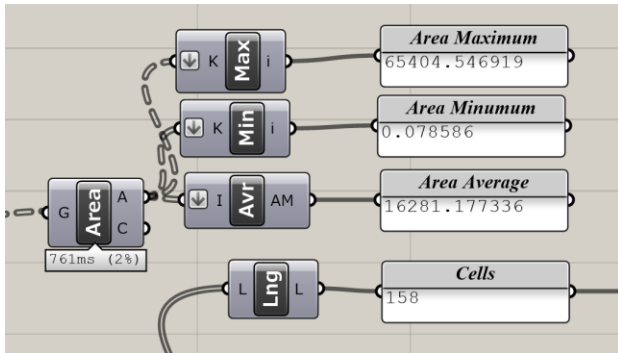 K Max i
Area Maximum
65404.546919
K Min i
Area Minumum
0.078586
G Area A C
I Avr AM
Area Average
16281.177336
761ms (2%)
L Lng L
Cells
158